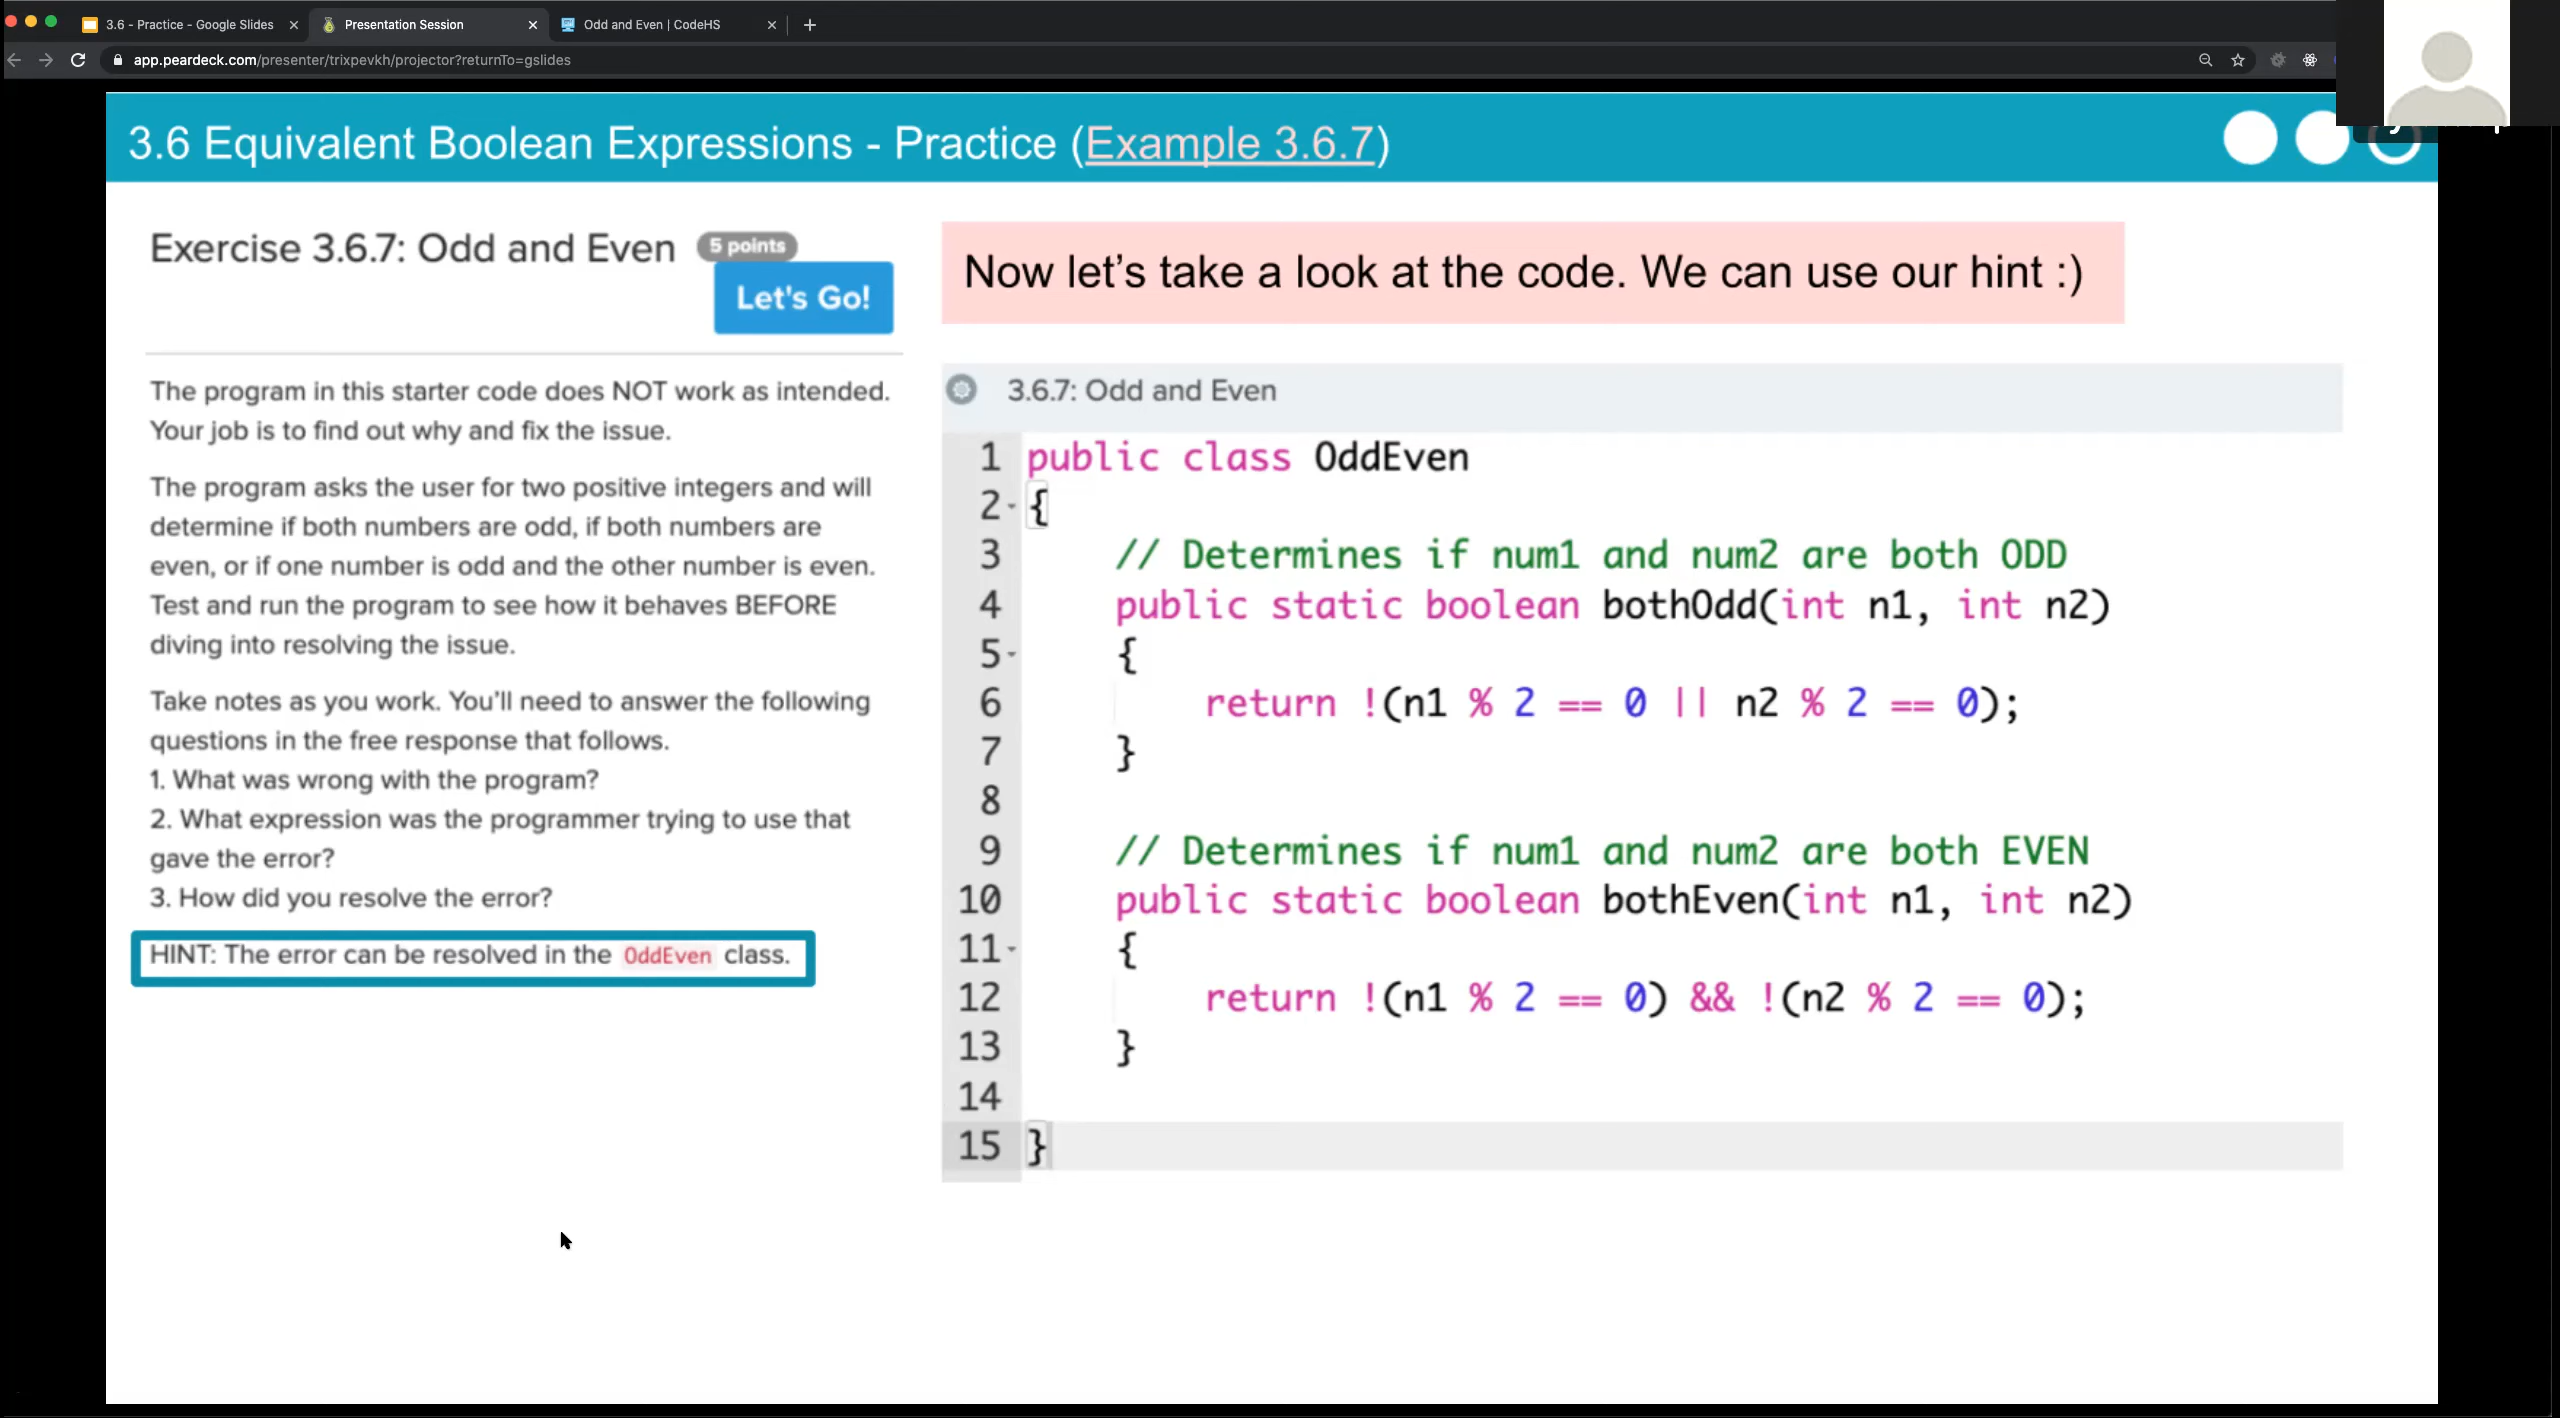 3.6 - Practice - Google Slides
Presentation Session
Odd and Even | CodeHS
app.peardeck.com/presenter/trixpevkh/projector?returnTo=gslides
3.6 Equivalent Boolean Expressions - Practice (Example 3.6.7)
Exercise 3.6.7: Odd and Even 5 points
Let's Go!
The program in this starter code does NOT work as intended.
Your job is to find out why and fix the issue.
The program asks the user for two positive integers and will
determine if both numbers are odd, if both numbers are
even, or if one number is odd and the other number is even.
Test and run the program to see how it behaves BEFORE
diving into resolving the issue.
Take notes as you work. You'll need to answer the following
questions in the free response that follows.
1. What was wrong with the program?
2. What expression was the programmer trying to use that
gave the error?
3. How did you resolve the error?
HINT: The error can be resolved in the OddEven class.
Now let's take a look at the code. We can use our hint :)
3.6.7: Odd and Even
1 public class OddEven
2 {
3 // Determines if num1 and num2 are both ODD
4 public static boolean bothOdd(int n1, int n2)
5 {
6 return !(n1 % 2 == 0 || n2 % 2 == 0);
7 }
8
9 // Determines if num1 and num2 are both EVEN
10 public static boolean bothEven(int n1, int n2)
11 {
12 return !(n1 % 2 == 0) && !(n2 % 2 == 0);
13 }
14
15 }